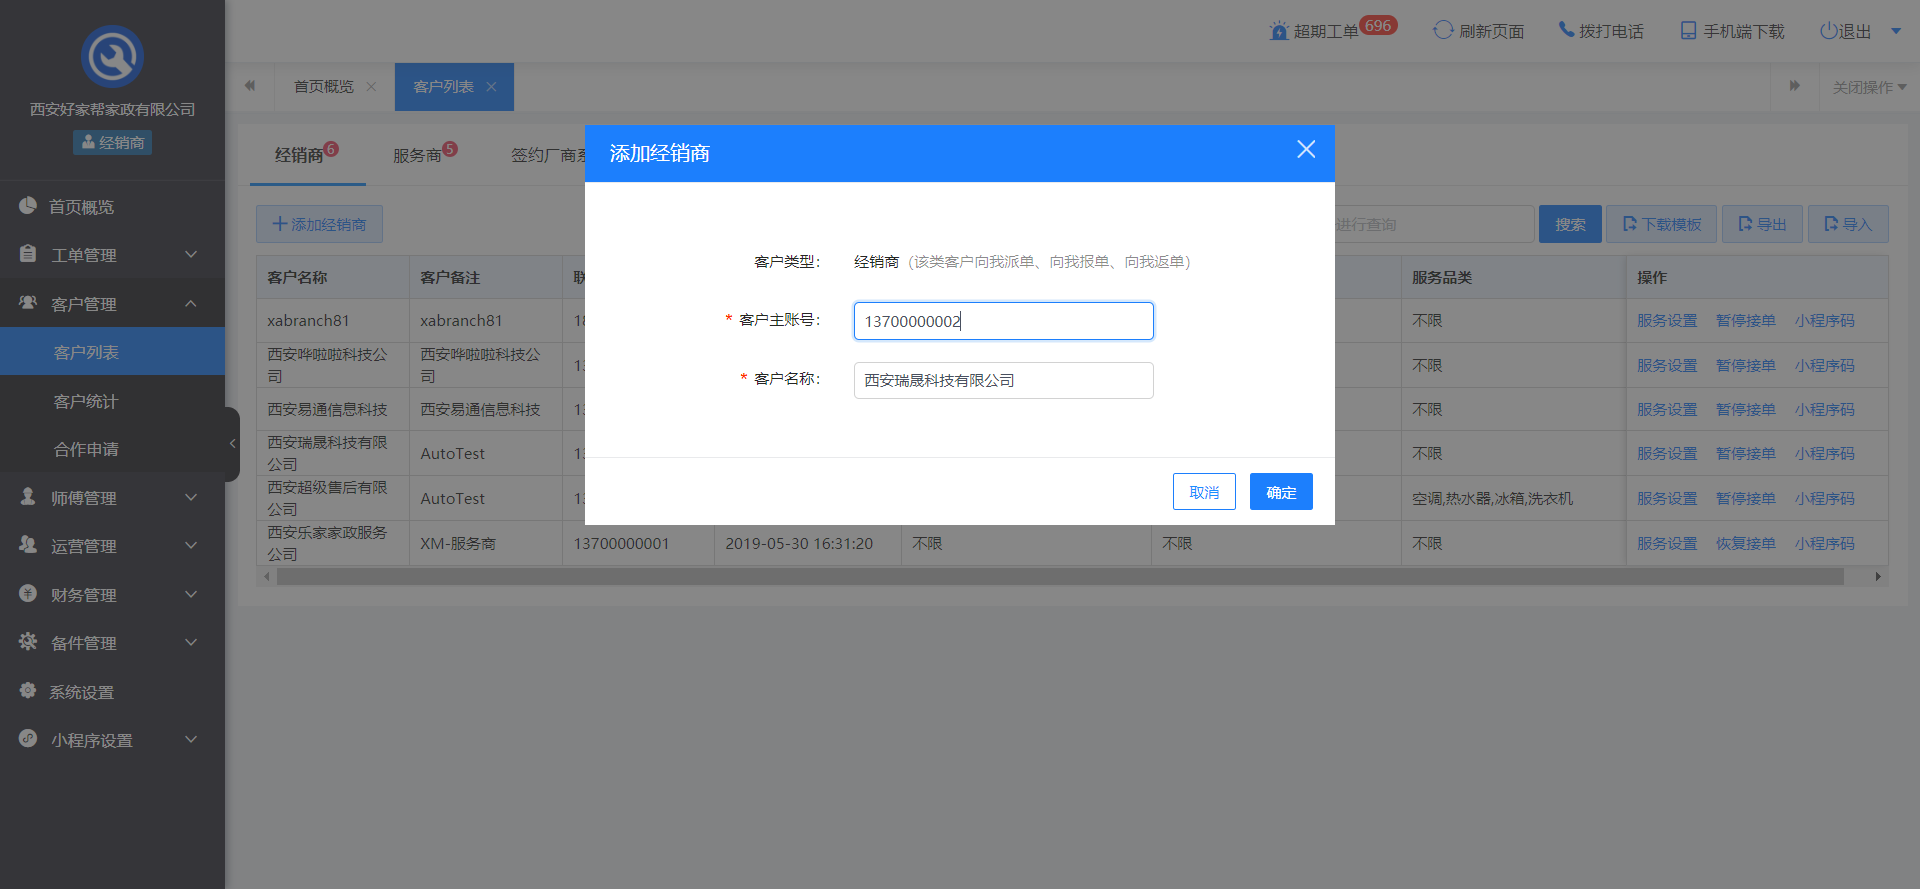 超期工单 696 刷新页面 拨打电话 手机端下载 退出
西安好家帮家政有限公司
经销商
首页概览
工单管理
客户管理
客户列表
客户统计
合作申请
师傅管理
运营管理
财务管理
备件管理
系统设置
小程序设置
首页概览 客户列表 关闭操作
经销商 6 服务商 5 签约厂商
添加经销商
进行查询 搜索 下载模板 导出 导入
客户名称 客户备注 服务品类 操作
xabranch81 xabranch81 不限 服务设置 暂停接单 小程序码
西安哗啦啦科技公司 西安哗啦啦科技公司 不限 服务设置 暂停接单 小程序码
西安易通信息科技 西安易通信息科技 不限 服务设置 暂停接单 小程序码
西安瑞晟科技有限公司 AutoTest 不限 服务设置 暂停接单 小程序码
西安超级售后有限公司 AutoTest 空调,热水器,冰箱,洗衣机 服务设置 暂停接单 小程序码
西安乐家家政服务公司 XM-服务商 13700000001 2019-05-30 16:31:20 不限 不限 不限 服务设置 恢复接单 小程序码
添加经销商
客户类型： 经销商（该类客户向我派单、向我报单、向我返单）
* 客户主账号： 13700000002
* 客户名称： 西安瑞晟科技有限公司
取消 确定